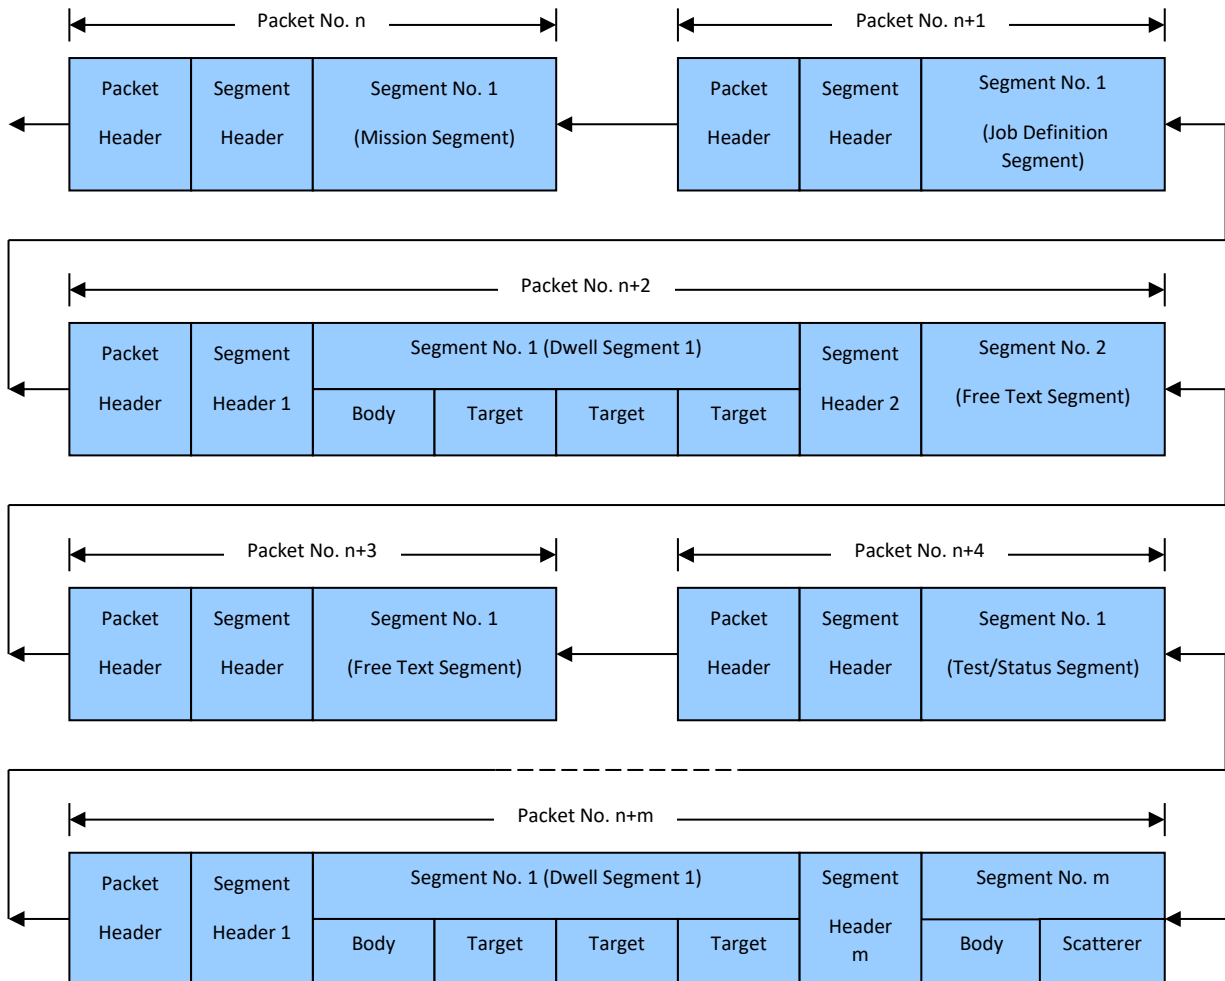 Packet No. n
Packet No. n+1
Packet
Header
Segment
Header
Segment No. 1
(Mission Segment)
Packet
Header
Segment
Header
Segment No. 1
(Job Definition
Segment)
Packet No. n+2
Packet
Header
Segment
Header 1
Segment No. 1 (Dwell Segment 1)
Body
Target
Target
Target
Segment
Header 2
Segment No. 2
(Free Text Segment)
Packet No. n+3
Packet No. n+4
Packet
Header
Segment
Header
Segment No. 1
(Free Text Segment)
Packet
Header
Segment
Header
Segment No. 1
(Test/Status Segment)
Packet No. n+m
Packet
Header
Segment
Header 1
Segment No. 1 (Dwell Segment 1)
Body
Target
Target
Target
Segment
Header
m
Segment No. m
Body
Scatterer